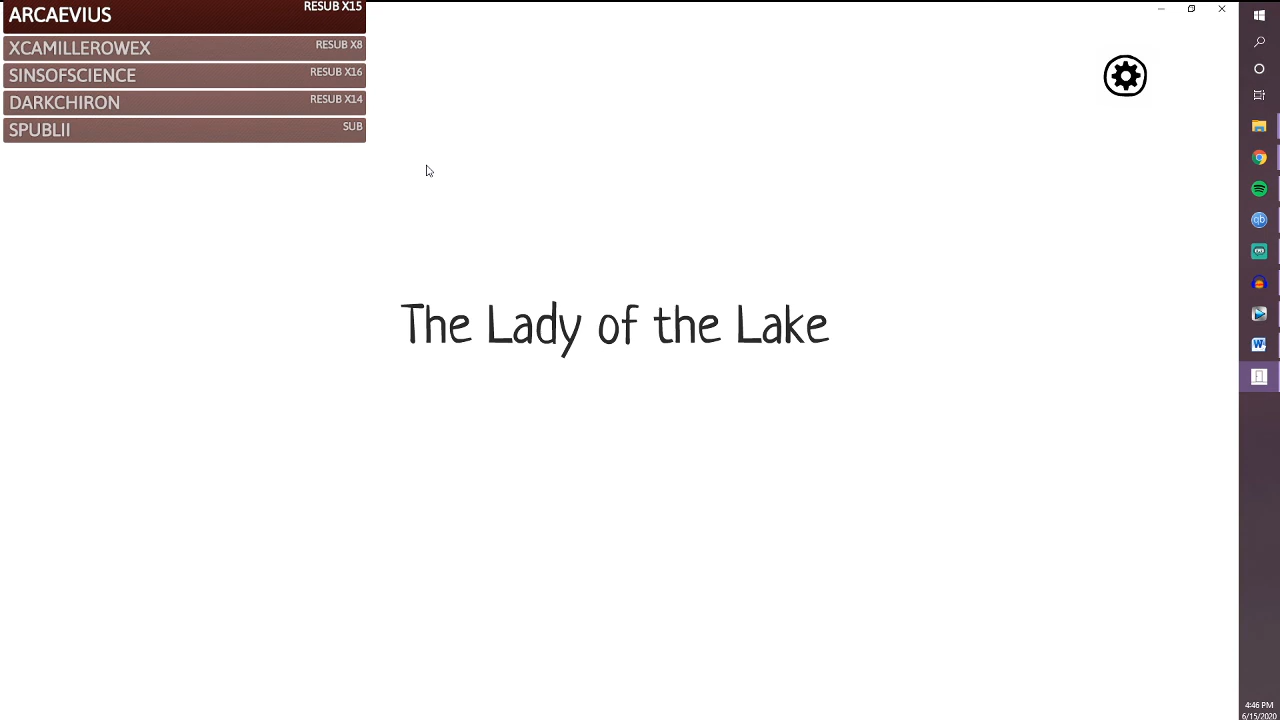 ARCAEVIUS RESUB X15
XCAMILLEROWEX RESUB X8
SINSOFSCIENCE RESUB X16
DARKCHIRON RESUB X14
SPUBLII SUB
The Lady of the Lake
qb
W
4:46 PM
6/15/2020